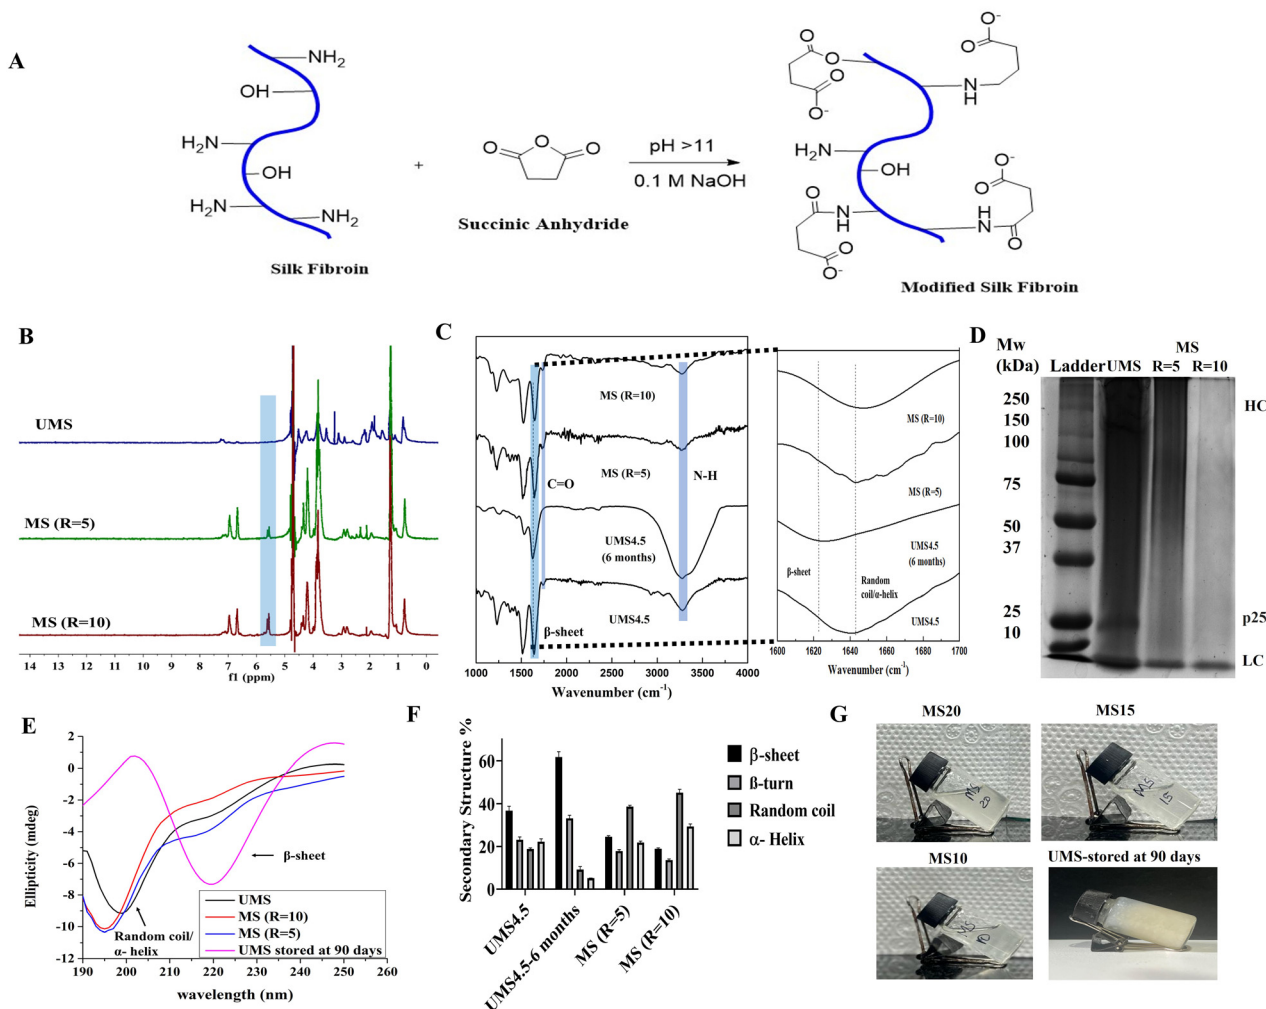 A
NH₂
OH
H₂N
OH
H₂N
NH₂
Silk Fibroin
+
O
O
O
Succinic Anhydride
pH >11
0.1 M NaOH
O
O
O
O⁻
O⁻
O
N
H
H₂N
OH
O
H
N
O
O⁻
O⁻
O
H
N
O
Modified Silk Fibroin
B
UMS
MS (R=5)
MS (R=10)
14 13 12 11 10 9 8 7 6 5 4 3 2 1 0
f1 (ppm)
C
MS (R=10)
MS (R=5)
C=O
N-H
UMS4.5
(6 months)
β-sheet
UMS4.5
1000 1500 2000 2500 3000 3500 4000
Wavenumber (cm⁻¹)
MS (R=10)
MS (R=5)
UMS4.5
(6 months)
β-sheet
Random
coil/α-helix
UMS4.5
1600 1620 1640 1660 1680 1700
Wavenumber (cm⁻¹)
D
Mw
(kDa)
MS
Ladder UMS R=5 R=10
250
150
100
75
50
37
25
10
HC
p25
LC
E
Ellipticity (mdeg)
2
0
-2
-4
-6
-8
-10
-12
β-sheet
Random coil/
α- helix
UMS
MS (R=10)
MS (R=5)
UMS stored at 90 days
190 200 210 220 230 240 250 260
wavelength (nm)
F
Secondary Structure %
60
40
20
0
UMS4.5
UMS4.5-6 months
MS (R=5)
MS (R=10)
β-sheet
ß-turn
Random coil
α- Helix
G
MS20
MS15
MS
20
MS
15
MS10
UMS-stored at 90 days
MS
10